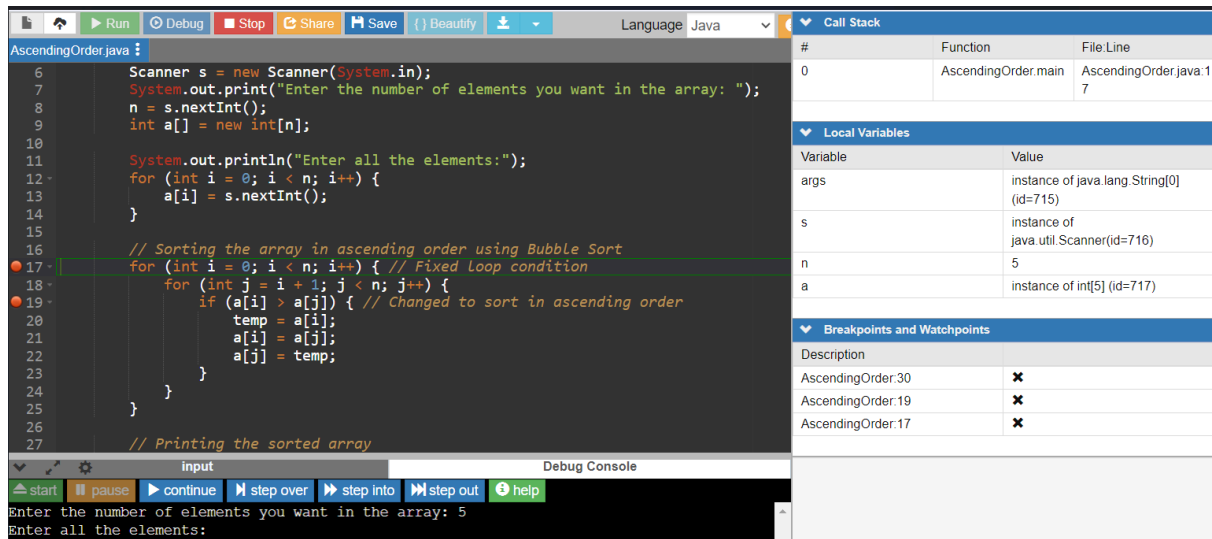 Run Debug Stop Share Save { } Beautify Language Java
AscendingOrder.java
6 Scanner s = new Scanner(System.in);
7 System.out.print("Enter the number of elements you want in the array: ");
8 n = s.nextInt();
9 int a[] = new int[n];
10
11 System.out.println("Enter all the elements:");
12 for (int i = 0; i < n; i++) {
13 a[i] = s.nextInt();
14 }
15
16 // Sorting the array in ascending order using Bubble Sort
17 for (int i = 0; i < n; i++) { // Fixed loop condition
18 for (int j = i + 1; j < n; j++) {
19 if (a[i] > a[j]) { // Changed to sort in ascending order
20 temp = a[i];
21 a[i] = a[j];
22 a[j] = temp;
23 }
24 }
25 }
26
27 // Printing the sorted array
input Debug Console
start pause continue step over step into step out help
Enter the number of elements you want in the array: 5
Enter all the elements:
Call Stack
# Function File:Line
0 AscendingOrder.main AscendingOrder.java:1
7
Local Variables
Variable Value
args instance of java.lang.String[0]
(id=715)
s instance of
java.util.Scanner(id=716)
n 5
a instance of int[5] (id=717)
Breakpoints and Watchpoints
Description
AscendingOrder:30
AscendingOrder:19
AscendingOrder:17